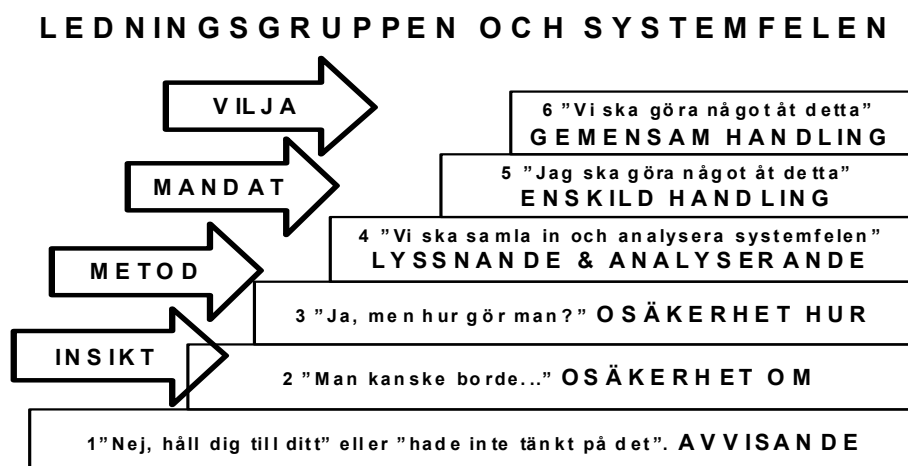 LEDNINGSGRUPPEN OCH SYSTEMFELEN
VILJA
6 ”Vi ska göra något åt detta”
GEMENSAM HANDLING
MANDAT
5 ”Jag ska göra något åt detta”
ENSKILD HANDLING
METOD
4 ”Vi ska samla in och analysera systemfelen”
LYSSNANDE & ANALYSERANDE
3 ”Ja, men hur gör man?” OSÄKERHET HUR
INSIKT
2 ”Man kanske borde...” OSÄKERHET OM
1”Nej, håll dig till ditt” eller ”hade inte tänkt på det”. AVVISANDE